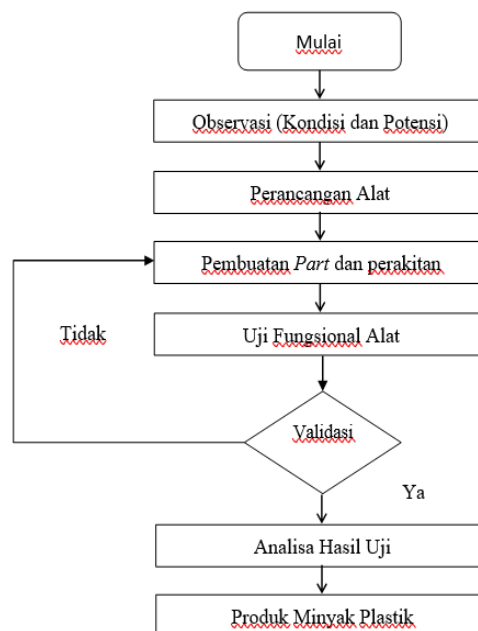 Mulai
Observasi (Kondisi dan Potensi)
Perancangan Alat
Pembuatan Part dan perakitan
Tidak
Uji Fungsional Alat
Validasi
Ya
Analisa Hasil Uji
Produk Minyak Plastik